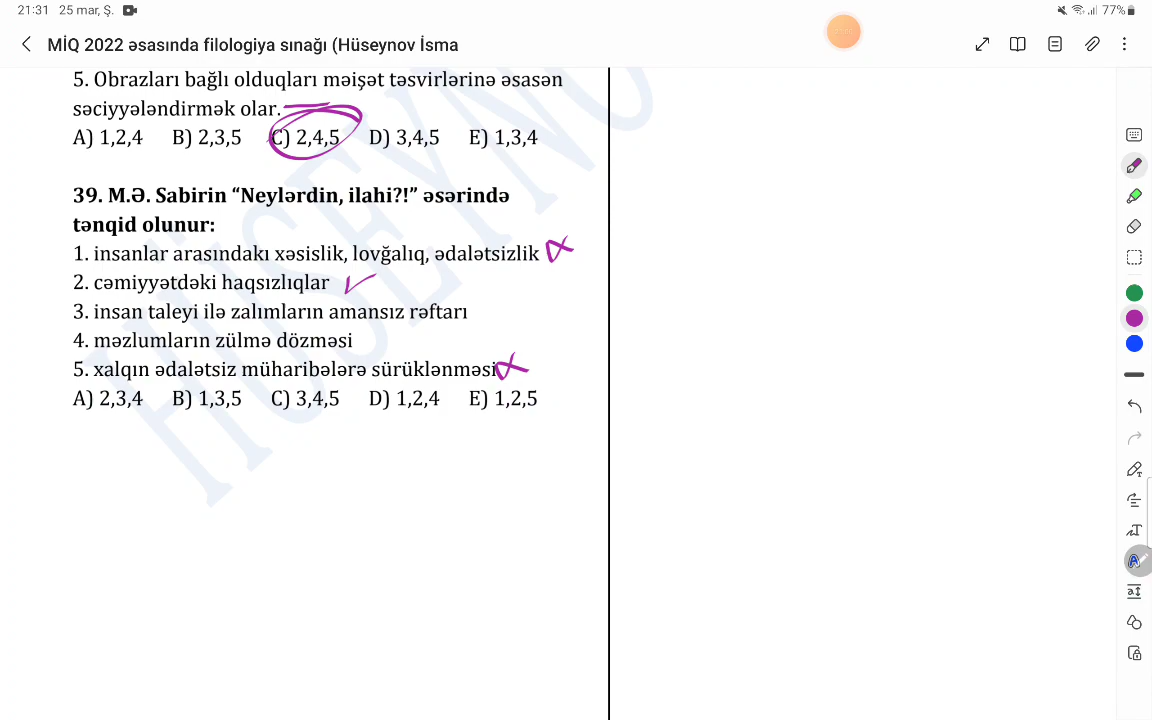 21:31 25 mar, Ş. 77%
MİQ 2022 əsasında filologiya sınağı (Hüseynov İsma
5. Obrazları bağlı olduqları məişət təsvirlərinə əsasən
səciyyələndirmək olar.
A) 1,2,4 B) 2,3,5 C) 2,4,5 D) 3,4,5 E) 1,3,4
39. M.Ə. Sabirin “Neylərdin, ilahi?!” əsərində
tənqid olunur:
1. insanlar arasındakı xəsislik, lovğalıq, ədalətsizlik
2. cəmiyyətdəki haqsızlıqlar
3. insan taleyi ilə zalımların amansız rəftarı
4. məzlumların zülmə dözməsi
5. xalqın ədalətsiz müharibələrə sürüklənməsi
A) 2,3,4 B) 1,3,5 C) 3,4,5 D) 1,2,4 E) 1,2,5
HÜSEYNO